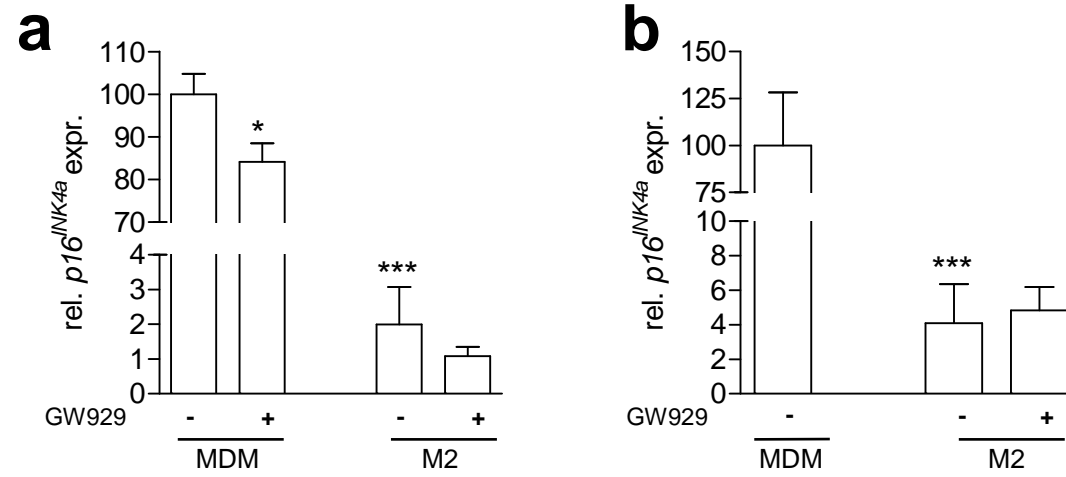 a
rel. p16INK4a expr.
110
100
90
80
70
4
3
2
1
0
*
***
GW929 - + - +
MDM M2
b
rel. p16INK4a expr.
150
125
100
75
10
8
6
4
2
0
***
GW929 - - +
MDM M2